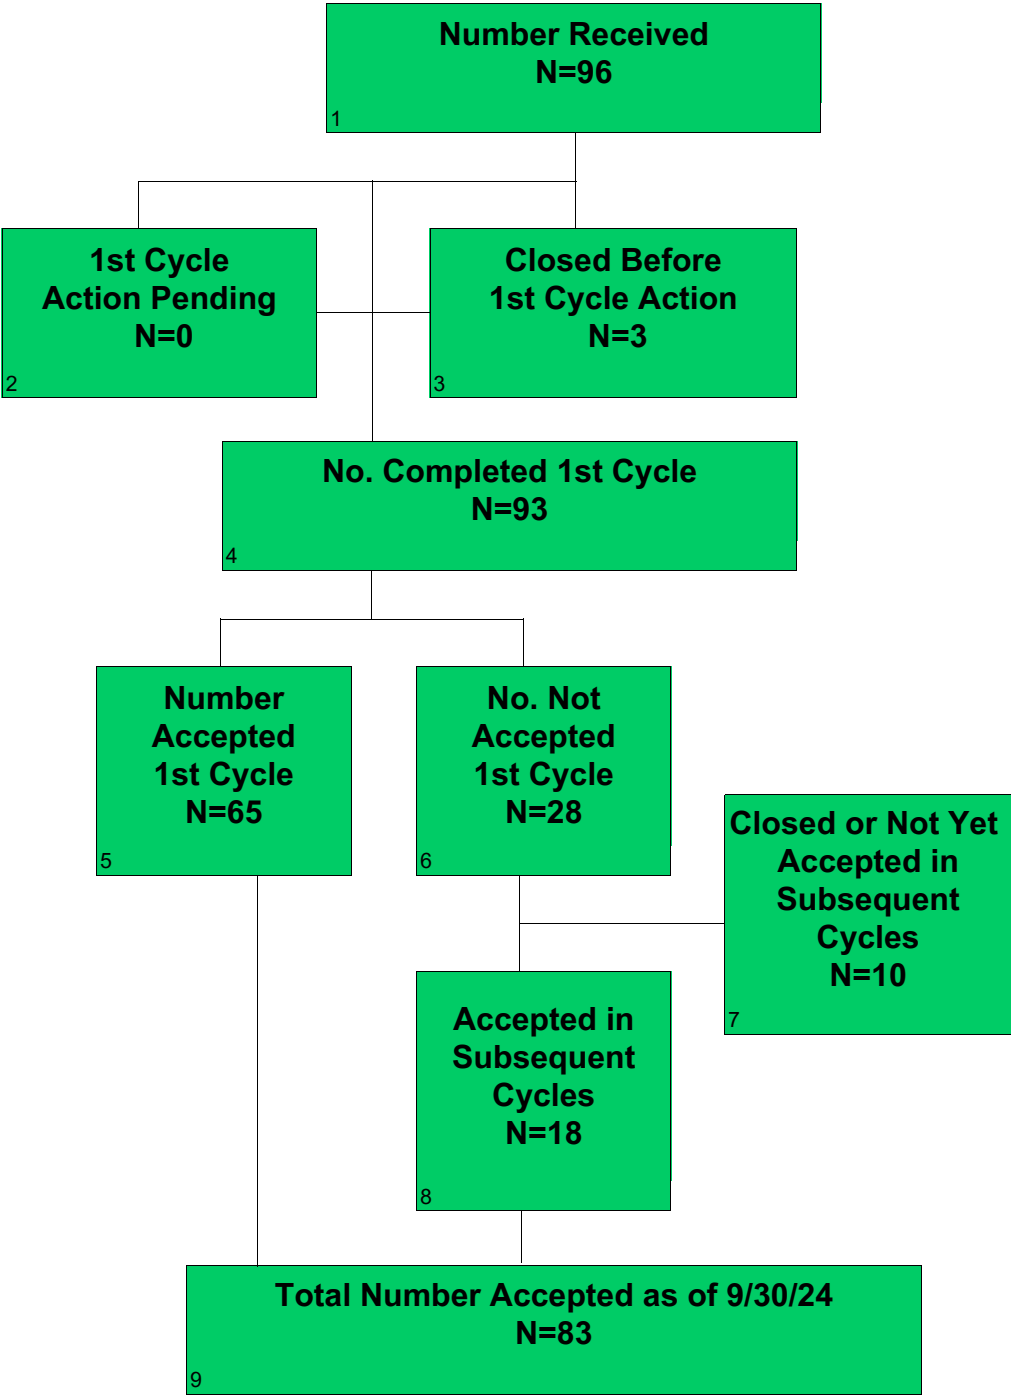 Number Received
N=96
1
1st Cycle
Action Pending
N=0
2
Closed Before
1st Cycle Action
N=3
3
No. Completed 1st Cycle
N=93
4
Number
Accepted
1st Cycle
N=65
5
No. Not
Accepted
1st Cycle
N=28
6
Closed or Not Yet
Accepted in
Subsequent
Cycles
N=10
7
Accepted in
Subsequent
Cycles
N=18
8
Total Number Accepted as of 9/30/24
N=83
9